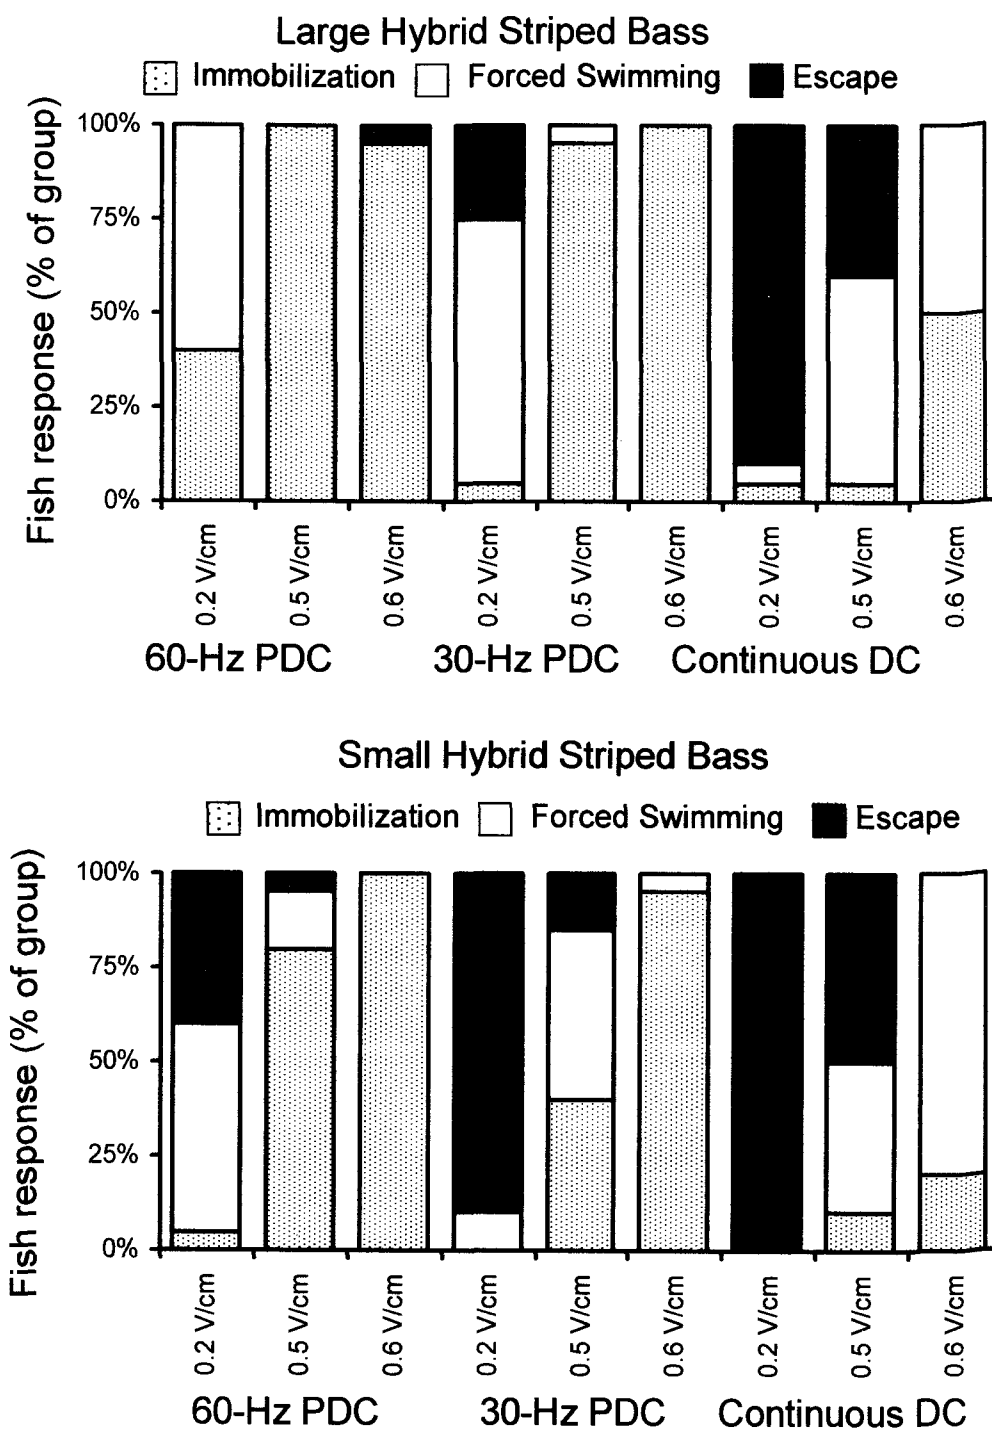 Large Hybrid Striped Bass
Immobilization Forced Swimming Escape
Fish response (% of group)
100%
75%
50%
25%
0%
0.2 V/cm 0.5 V/cm 0.6 V/cm 0.2 V/cm 0.5 V/cm 0.6 V/cm 0.2 V/cm 0.5 V/cm 0.6 V/cm
60-Hz PDC 30-Hz PDC Continuous DC
Small Hybrid Striped Bass
Immobilization Forced Swimming Escape
Fish response (% of group)
100%
75%
50%
25%
0%
0.2 V/cm 0.5 V/cm 0.6 V/cm 0.2 V/cm 0.5 V/cm 0.6 V/cm 0.2 V/cm 0.5 V/cm 0.6 V/cm
60-Hz PDC 30-Hz PDC Continuous DC